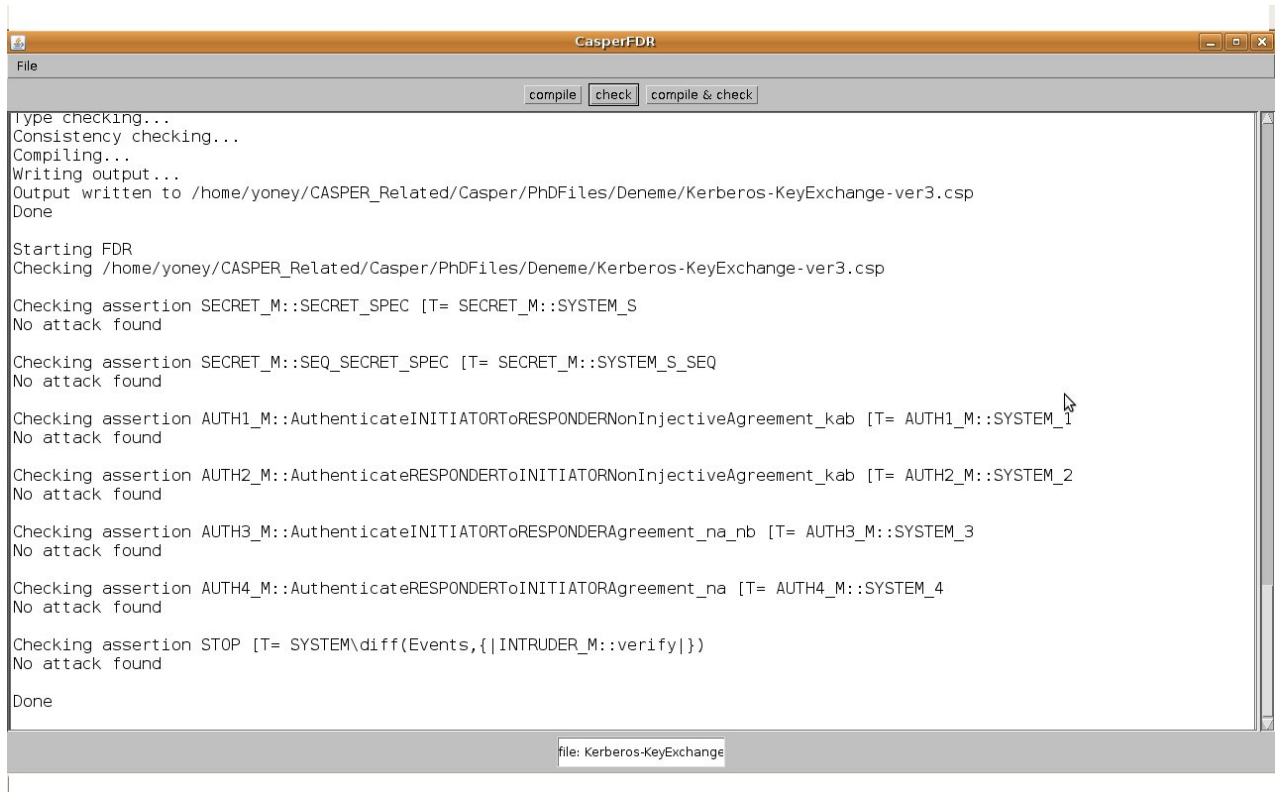 CasperFDR
File
compile check compile & check
Type checking...
Consistency checking...
Compiling...
Writing output...
Output written to /home/yoney/CASPER_Related/Casper/PhDFiles/Deneme/Kerberos-KeyExchange-ver3.csp
Done
Starting FDR
Checking /home/yoney/CASPER_Related/Casper/PhDFiles/Deneme/Kerberos-KeyExchange-ver3.csp
Checking assertion SECRET_M::SECRET_SPEC [T= SECRET_M::SYSTEM_S
No attack found
Checking assertion SECRET_M::SEQ_SECRET_SPEC [T= SECRET_M::SYSTEM_S_SEQ
No attack found
Checking assertion AUTH1_M::AuthenticateINITIATORToRESPONDERNonInjectiveAgreement_kab [T= AUTH1_M::SYSTEM_1
No attack found
Checking assertion AUTH2_M::AuthenticateRESPONDERToINITIATORNonInjectiveAgreement_kab [T= AUTH2_M::SYSTEM_2
No attack found
Checking assertion AUTH3_M::AuthenticateINITIATORToRESPONDERAgreement_na_nb [T= AUTH3_M::SYSTEM_3
No attack found
Checking assertion AUTH4_M::AuthenticateRESPONDERToINITIATORAgreement_na [T= AUTH4_M::SYSTEM_4
No attack found
Checking assertion STOP [T= SYSTEM\diff(Events,{|INTRUDER_M::verify|})
No attack found
Done
file: Kerberos-KeyExchange